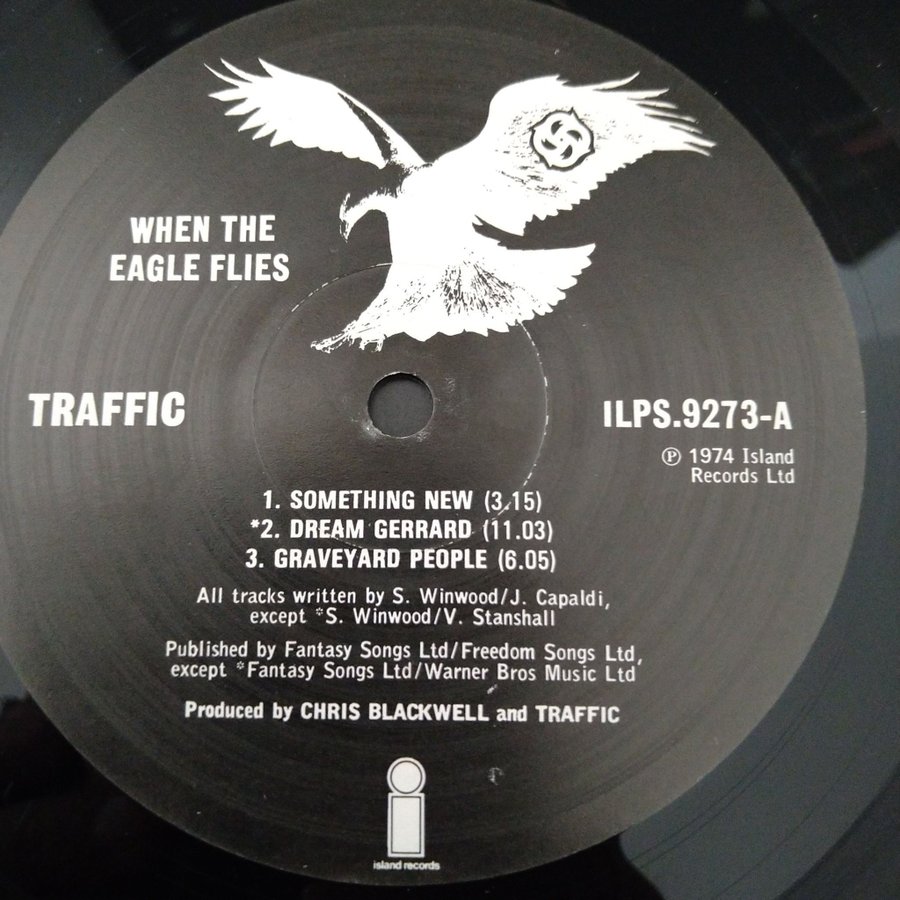 WHEN THE
EAGLE FLIES
TRAFFIC
ILPS.9273-A
℗ 1974 Island
Records Ltd
1. SOMETHING NEW (3.15)
*2. DREAM GERRARD (11.03)
3. GRAVEYARD PEOPLE (6.05)
All tracks written by S. Winwood/J. Capaldi,
except *S. Winwood/V. Stanshall
Published by Fantasy Songs Ltd/Freedom Songs Ltd,
except *Fantasy Songs Ltd/Warner Bros Music Ltd
Produced by CHRIS BLACKWELL and TRAFFIC
island records